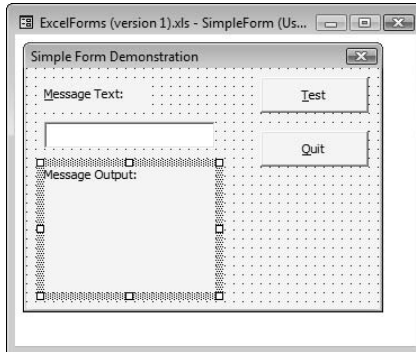 ExcelForms (version 1).xls - SimpleForm (Us...
Simple Form Demonstration
Message Text:
Test
Quit
Message Output: